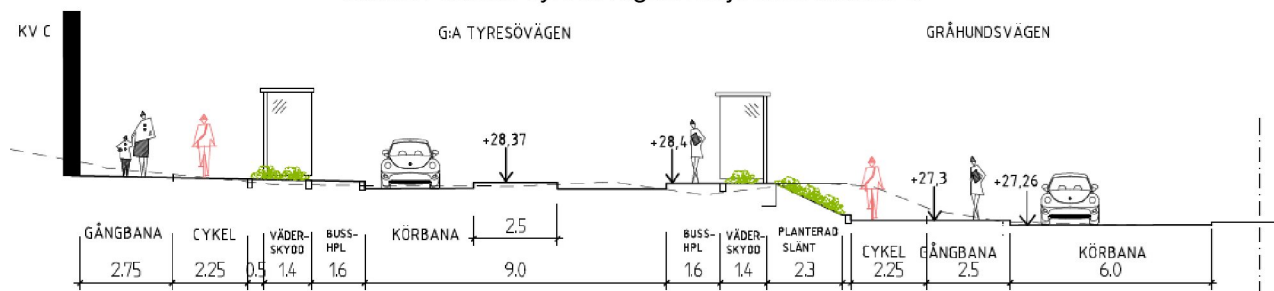 KV C
G:A TYRESÖVÄGEN
GRÅHUNDSVÄGEN
+28,37
+28,4
+27,3
+27,26
GÅNGBANA
2.75
CYKEL
2.25
0.5
VÄDER-
SKYDD
1.4
BUSS-
HPL
1.6
KÖRBANA
2.5
9.0
BUSS-
HPL
1.6
VÄDER-
SKYDD
1.4
PLANTERAD
SLÄNT
2.3
CYKEL
2.25
GÅNGBANA
2.5
KÖRBANA
6.0